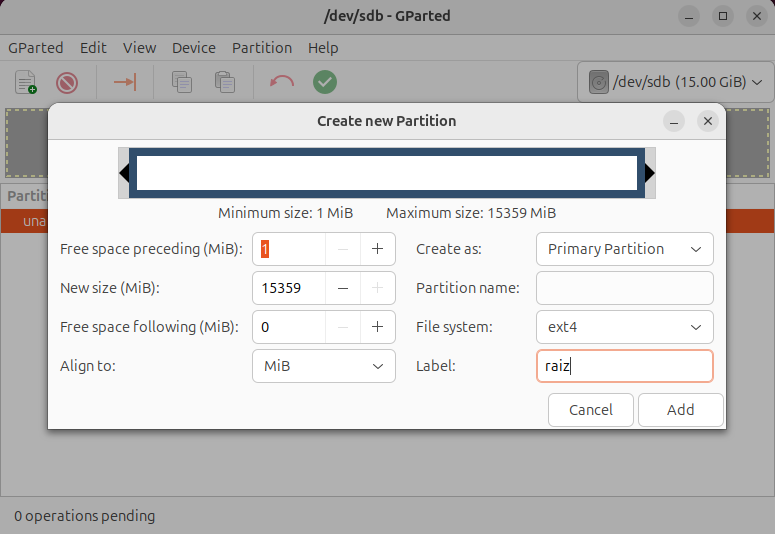 /dev/sdb - GParted
GParted Edit View Device Partition Help
/dev/sdb (15.00 GiB)
Create new Partition
Minimum size: 1 MiB Maximum size: 15359 MiB
Partiti
una
Free space preceding (MiB): 1 Create as: Primary Partition
New size (MiB): 15359 Partition name:
Free space following (MiB): 0 File system: ext4
Align to: MiB Label: raiz
Cancel Add
0 operations pending